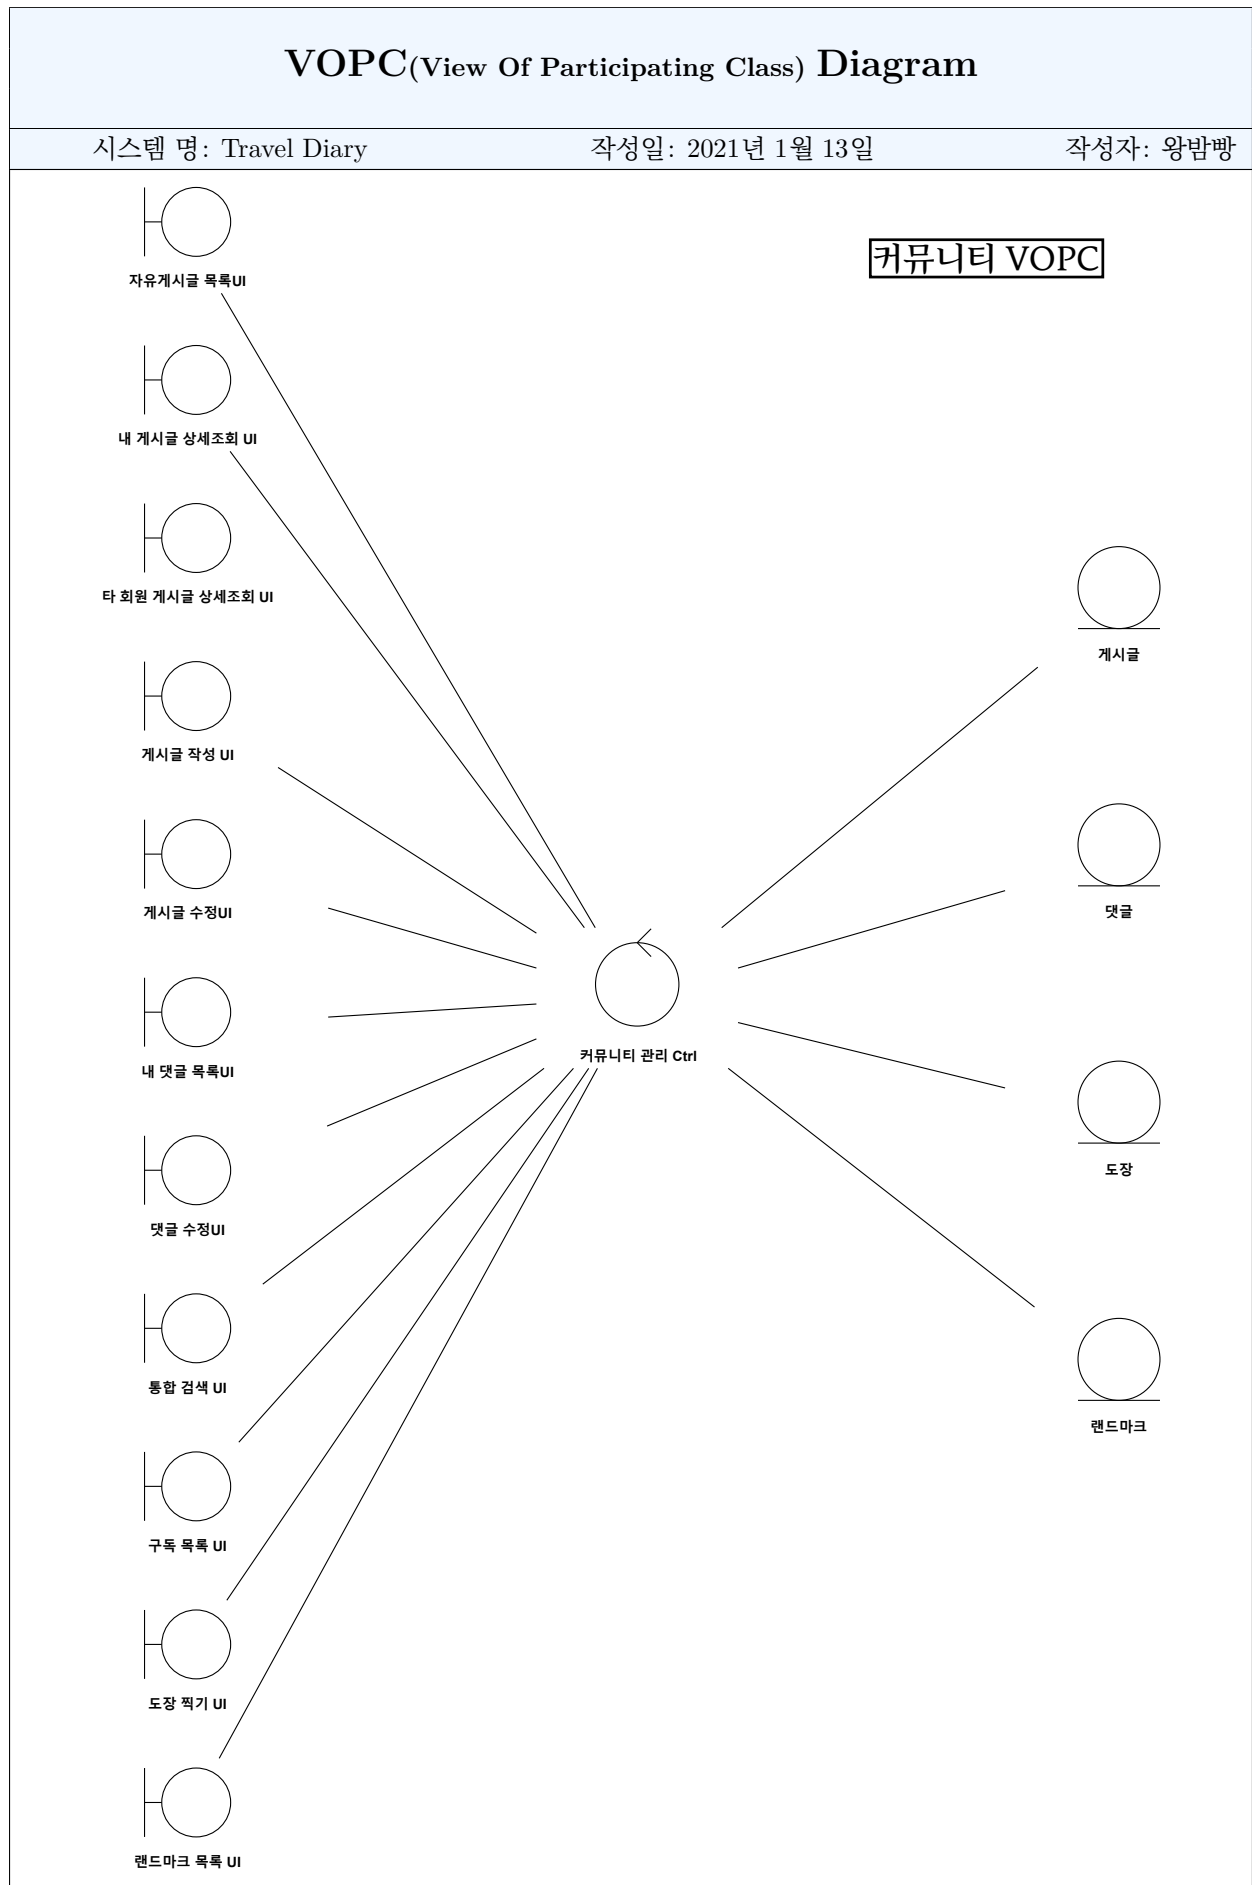 VOPC(View Of Participating Class) Diagram
시스템 명: Travel Diary 작성일: 2021년 1월 13일 작성자: 왕밤빵
커뮤니티 VOPC
자유게시글 목록UI
내 게시글 상세조회 UI
타 회원 게시글 상세조회 UI
게시글 작성 UI
게시글 수정UI
내 댓글 목록UI
댓글 수정UI
통합 검색 UI
구독 목록 UI
도장 찍기 UI
랜드마크 목록 UI
커뮤니티 관리 Ctrl
게시글
댓글
도장
랜드마크